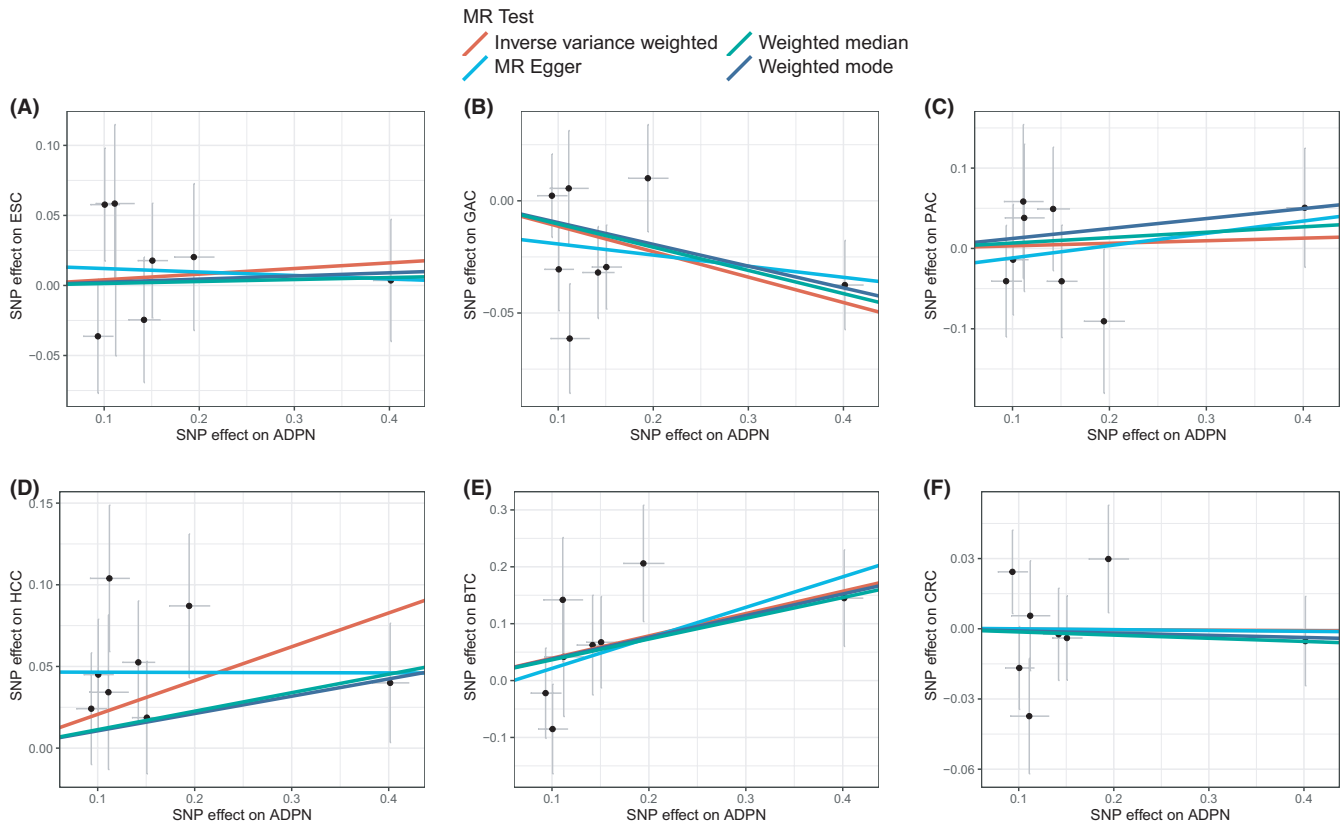 MR Test
Inverse variance weighted
Weighted median
MR Egger
Weighted mode
(A)
(B)
(C)
SNP effect on ESC
0.10
0.05
0.00
−0.05
0.1
0.2
0.3
0.4
SNP effect on ADPN
SNP effect on GAC
0.00
−0.05
0.1
0.2
0.3
0.4
SNP effect on ADPN
SNP effect on PAC
0.1
0.0
−0.1
0.1
0.2
0.3
0.4
SNP effect on ADPN
(D)
(E)
(F)
SNP effect on HCC
0.15
0.10
0.05
0.00
0.1
0.2
0.3
0.4
SNP effect on ADPN
SNP effect on BTC
0.3
0.2
0.1
0.0
−0.1
0.1
0.2
0.3
0.4
SNP effect on ADPN
SNP effect on CRC
0.03
0.00
−0.03
−0.06
0.1
0.2
0.3
0.4
SNP effect on ADPN